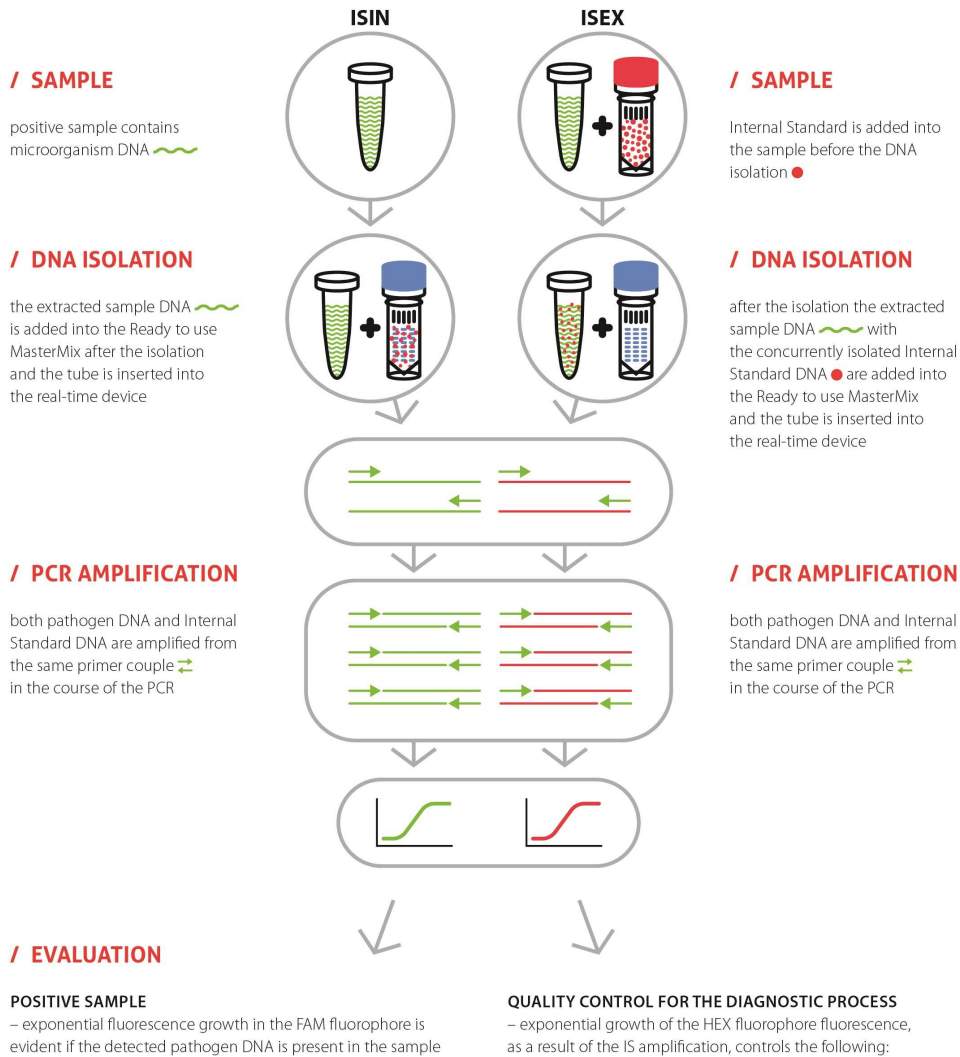 ISIN
ISEX
/ SAMPLE
positive sample contains
microorganism DNA
/ SAMPLE
Internal Standard is added into
the sample before the DNA
isolation
/ DNA ISOLATION
the extracted sample DNA
is added into the Ready to use
MasterMix after the isolation
and the tube is inserted into
the real-time device
/ DNA ISOLATION
after the isolation the extracted
sample DNA with
the concurrently isolated Internal
Standard DNA are added into
the Ready to use MasterMix
and the tube is inserted into
the real-time device
/ PCR AMPLIFICATION
both pathogen DNA and Internal
Standard DNA are amplified from
the same primer couple
in the course of the PCR
/ PCR AMPLIFICATION
both pathogen DNA and Internal
Standard DNA are amplified from
the same primer couple
in the course of the PCR
/ EVALUATION
POSITIVE SAMPLE
– exponential fluorescence growth in the FAM fluorophore is
evident if the detected pathogen DNA is present in the sample
QUALITY CONTROL FOR THE DIAGNOSTIC PROCESS
– exponential growth of the HEX fluorophore fluorescence,
as a result of the IS amplification, controls the following: